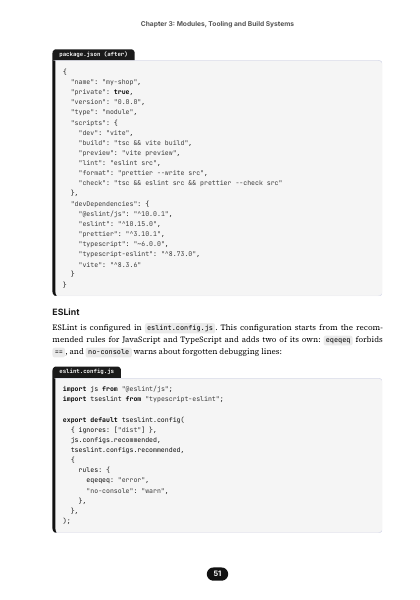 Chapter 3: Modules, Tooling and Build Systems
package.json (after)
{
  "name": "my-shop",
  "private": true,
  "version": "0.0.0",
  "type": "module",
  "scripts": {
    "dev": "vite",
    "build": "tsc && vite build",
    "preview": "vite preview",
    "lint": "eslint src",
    "format": "prettier --write src",
    "check": "tsc && eslint src && prettier --check src"
  },
  "devDependencies": {
    "@eslint/js": "^10.0.1",
    "eslint": "^10.15.0",
    "prettier": "^3.10.1",
    "typescript": "~6.0.0",
    "typescript-eslint": "^8.73.0",
    "vite": "^8.3.6"
  }
}
ESLint
ESLint is configured in eslint.config.js. This configuration starts from the recom-
mended rules for JavaScript and TypeScript and adds two of its own: eqeqeq forbids
==, and no-console warns about forgotten debugging lines:
eslint.config.js
import js from "@eslint/js";
import tseslint from "typescript-eslint";
export default tseslint.config(
  { ignores: ["dist"] },
  js.configs.recommended,
  tseslint.configs.recommended,
  {
    rules: {
      eqeqeq: "error",
      "no-console": "warn",
    },
  },
);
51